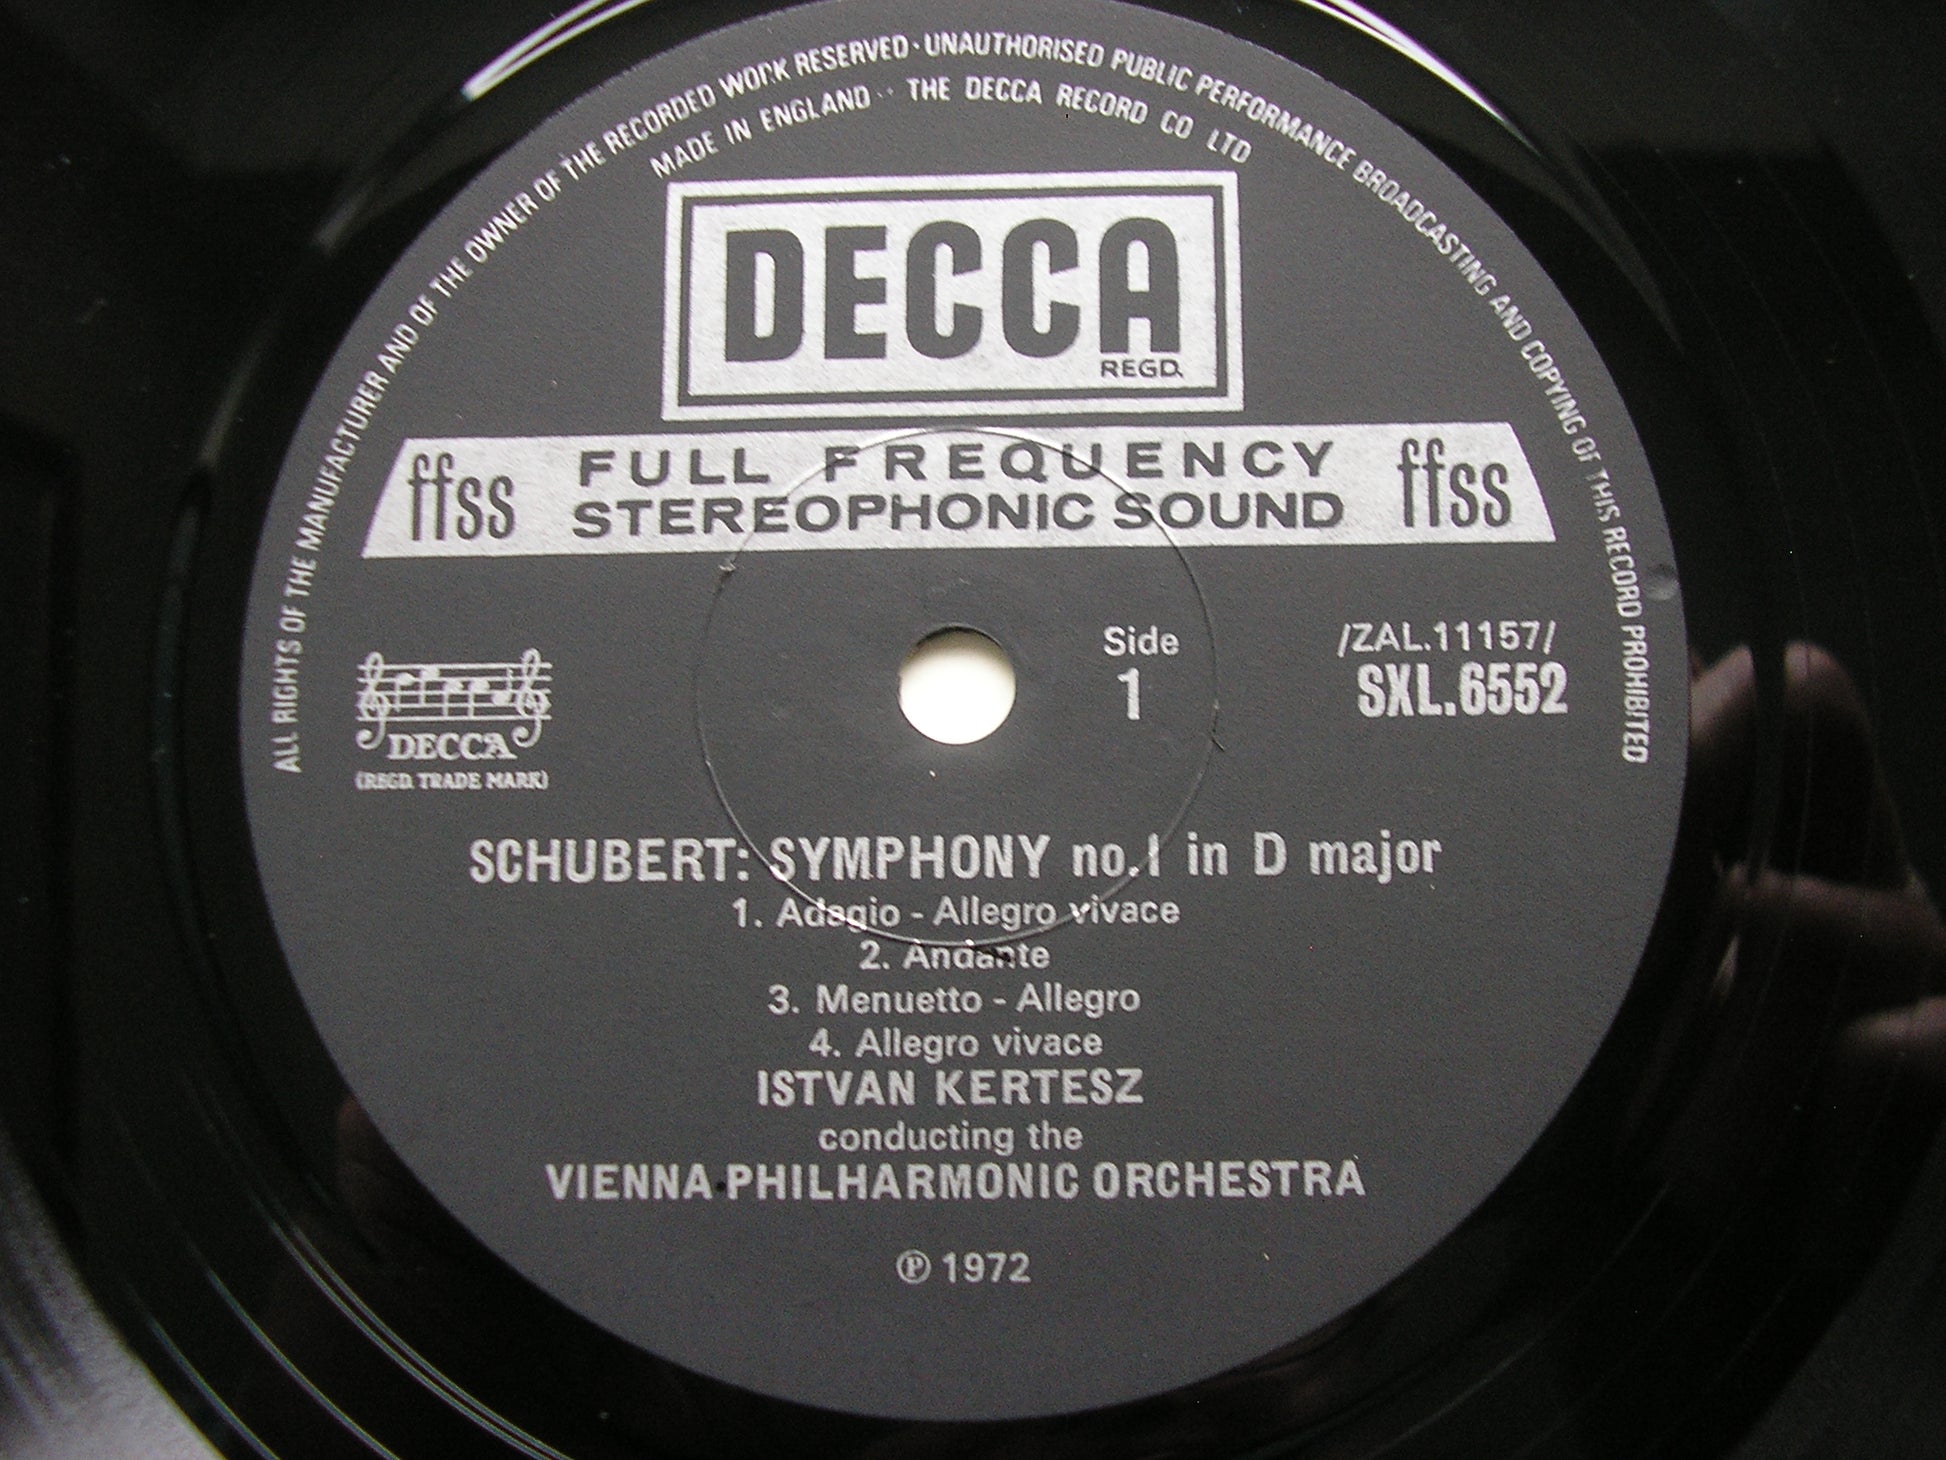 ALL RIGHTS OF THE MANUFACTURER AND OF THE OWNER OF THE RECORDED WORK RESERVED · UNAUTHORISED PUBLIC PERFORMANCE BROADCASTING AND COPYING OF THIS RECORD PROHIBITED
MADE IN ENGLAND ·· THE DECCA RECORD CO LTD
DECCA
REGD.
ffss FULL FREQUENCY STEREOPHONIC SOUND ffss
Side
1
/ZAL.11157/
SXL.6552
DECCA
(REGD. TRADE MARK)
SCHUBERT: SYMPHONY no.1 in D major
1. Adagio - Allegro vivace
2. Andante
3. Menuetto - Allegro
4. Allegro vivace
ISTVAN KERTESZ
conducting the
VIENNA PHILHARMONIC ORCHESTRA
℗ 1972